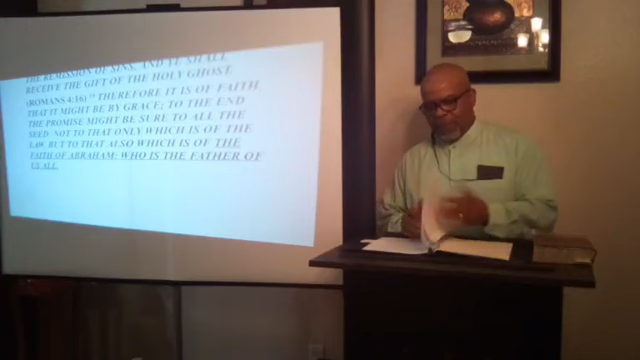 THE REMISSION OF SINS, AND YE SHALL
RECEIVE THE GIFT OF THE HOLY GHOST
(ROMANS 4:16) THEREFORE IT IS OF FAITH
THAT IT MIGHT BE BY GRACE; TO THE END
THE PROMISE MIGHT BE SURE TO ALL THE
SEED: NOT TO THAT ONLY WHICH IS OF THE
LAW, BUT TO THAT ALSO WHICH IS OF THE
FAITH OF ABRAHAM; WHO IS THE FATHER OF
US ALL,